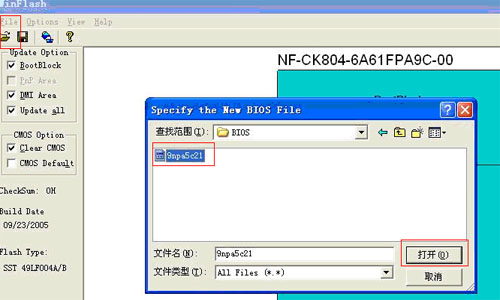 WinFlash
File Options View Help
Update Option
BootBlock
PnP Area
DMI Area
Update all
CMOS Option
Clear CMOS
CMOS Default
CheckSum: 0H
Build Date
09/23/2005
Flash Type:
SST 49LF004A/B
NF-CK804-6A61FPA9C-00
Specify the New BIOS File
查找范围(I):
BIOS
9npa5c21
文件名(N):
9npa5c21
打开(O)
文件类型(T):
All Files (*.*)
取消